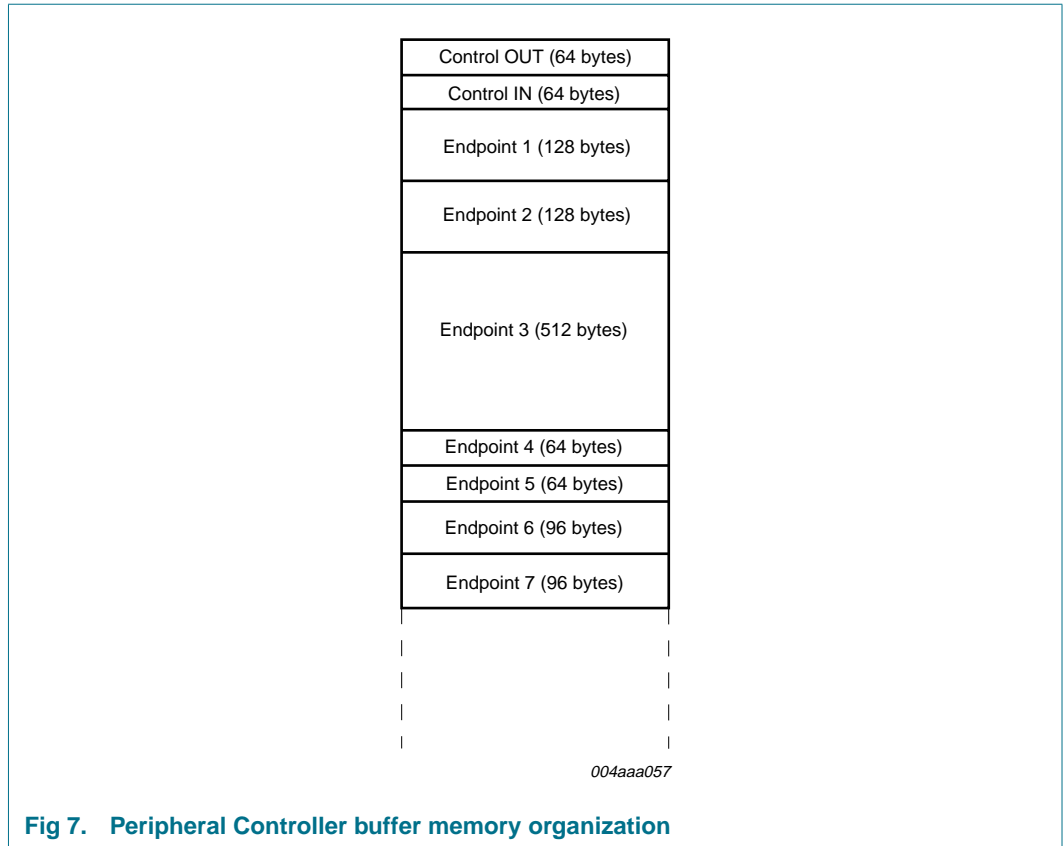 Control OUT (64 bytes)
Control IN (64 bytes)
Endpoint 1 (128 bytes)
Endpoint 2 (128 bytes)
Endpoint 3 (512 bytes)
Endpoint 4 (64 bytes)
Endpoint 5 (64 bytes)
Endpoint 6 (96 bytes)
Endpoint 7 (96 bytes)
004aaa057
Fig 7. Peripheral Controller buffer memory organization